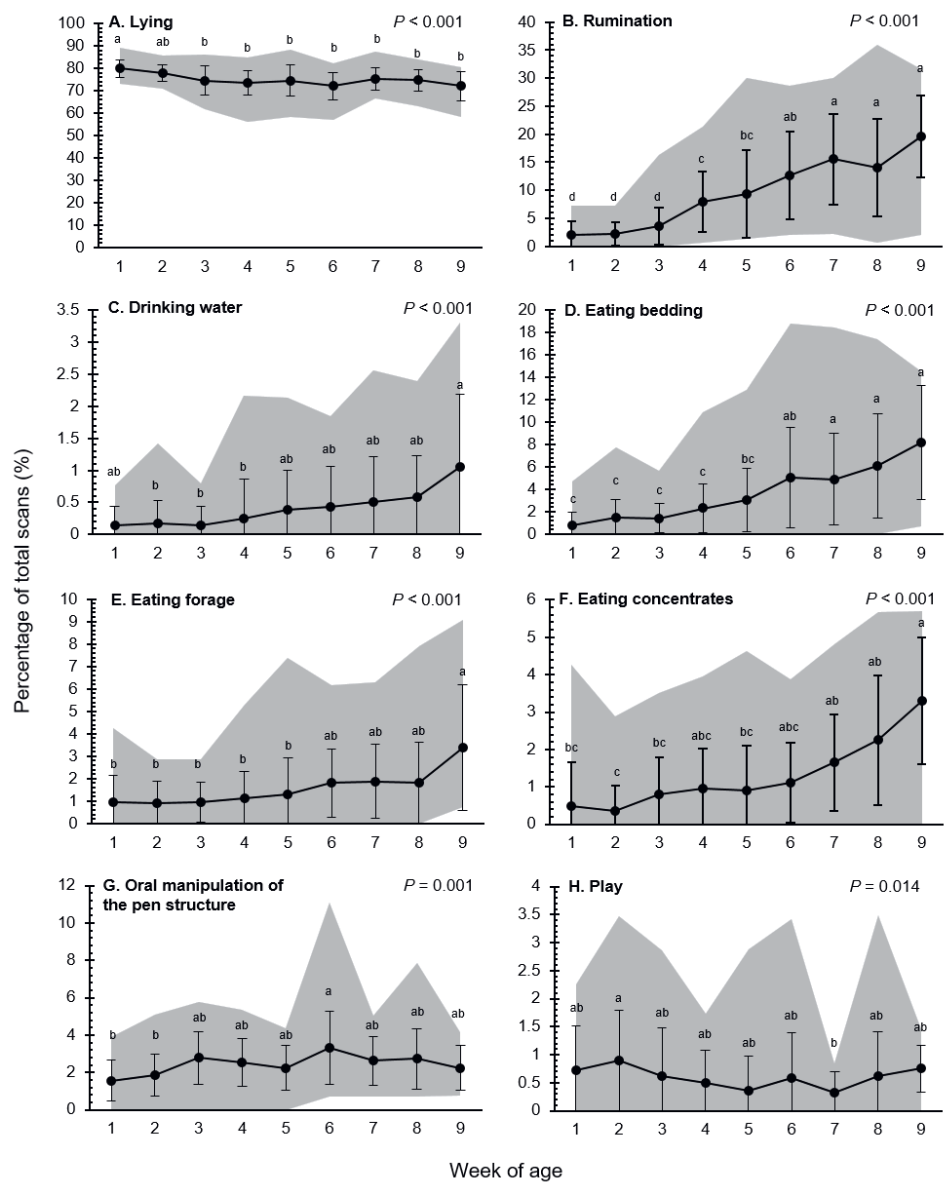 A. Lying
P < 0.001
100
90
80
70
60
50
40
30
20
10
0
a ab b b b b b b b
1 2 3 4 5 6 7 8 9
B. Rumination
P < 0.001
40
35
30
25
20
15
10
5
0
d d d c bc ab a a a
1 2 3 4 5 6 7 8 9
C. Drinking water
P < 0.001
3.5
3
2.5
2
1.5
1
0.5
0
ab b b b ab ab ab ab a
1 2 3 4 5 6 7 8 9
D. Eating bedding
P < 0.001
20
18
16
14
12
10
8
6
4
2
0
c c c c bc ab a a a
1 2 3 4 5 6 7 8 9
E. Eating forage
P < 0.001
10
9
8
7
6
5
4
3
2
1
0
b b b b b ab ab ab a
1 2 3 4 5 6 7 8 9
F. Eating concentrates
P < 0.001
6
5
4
3
2
1
0
bc c bc abc bc abc ab ab a
1 2 3 4 5 6 7 8 9
G. Oral manipulation of
the pen structure
P = 0.001
12
10
8
6
4
2
0
b b ab ab ab a ab ab ab
1 2 3 4 5 6 7 8 9
H. Play
P = 0.014
4
3.5
3
2.5
2
1.5
1
0.5
0
ab a ab ab ab ab b ab ab
1 2 3 4 5 6 7 8 9
Percentage of total scans (%)
Week of age